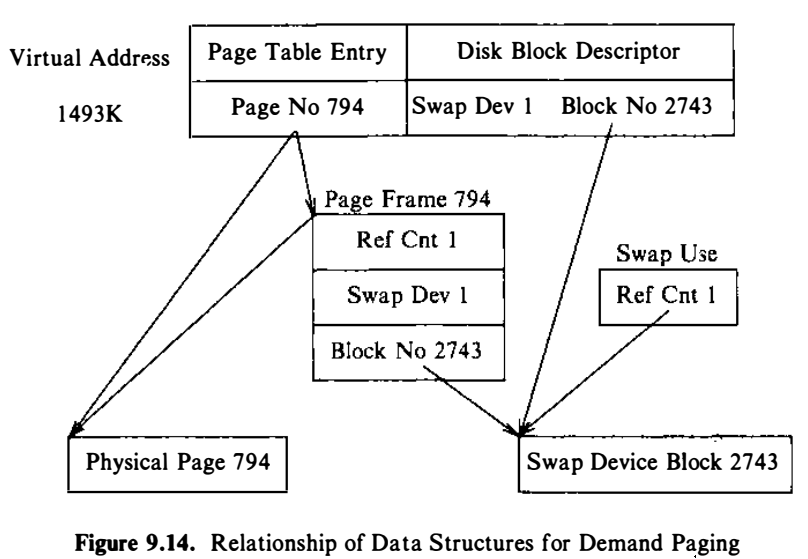 Page Table Entry
Disk Block Descriptor
Virtual Address
1493K
Page No 794
Swap Dev 1 Block No 2743
Page Frame 794
Ref Cnt 1
Swap Dev 1
Block No 2743
Swap Use
Ref Cnt 1
Physical Page 794
Swap Device Block 2743
Figure 9.14. Relationship of Data Structures for Demand Paging